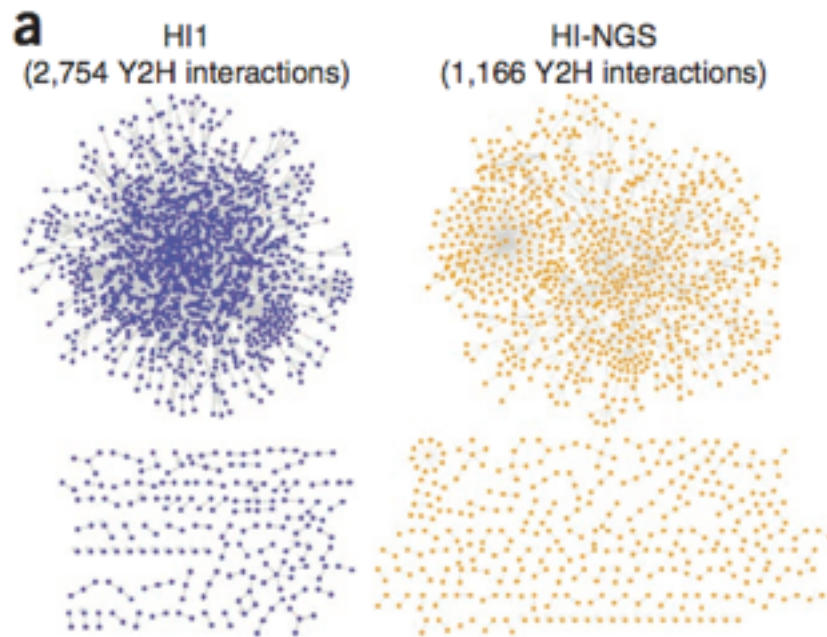 a
HI1
(2,754 Y2H interactions)
HI-NGS
(1,166 Y2H interactions)